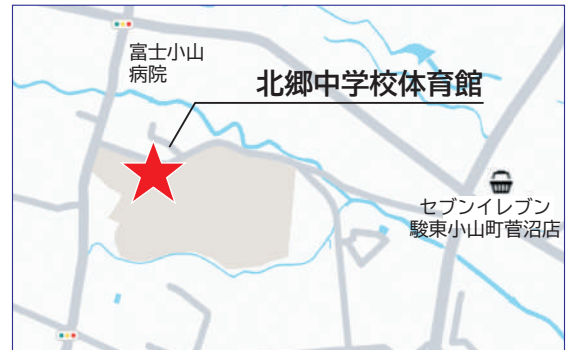 富士小山
病院
北郷中学校体育館
セブンイレブン
駿東小山町菅沼店